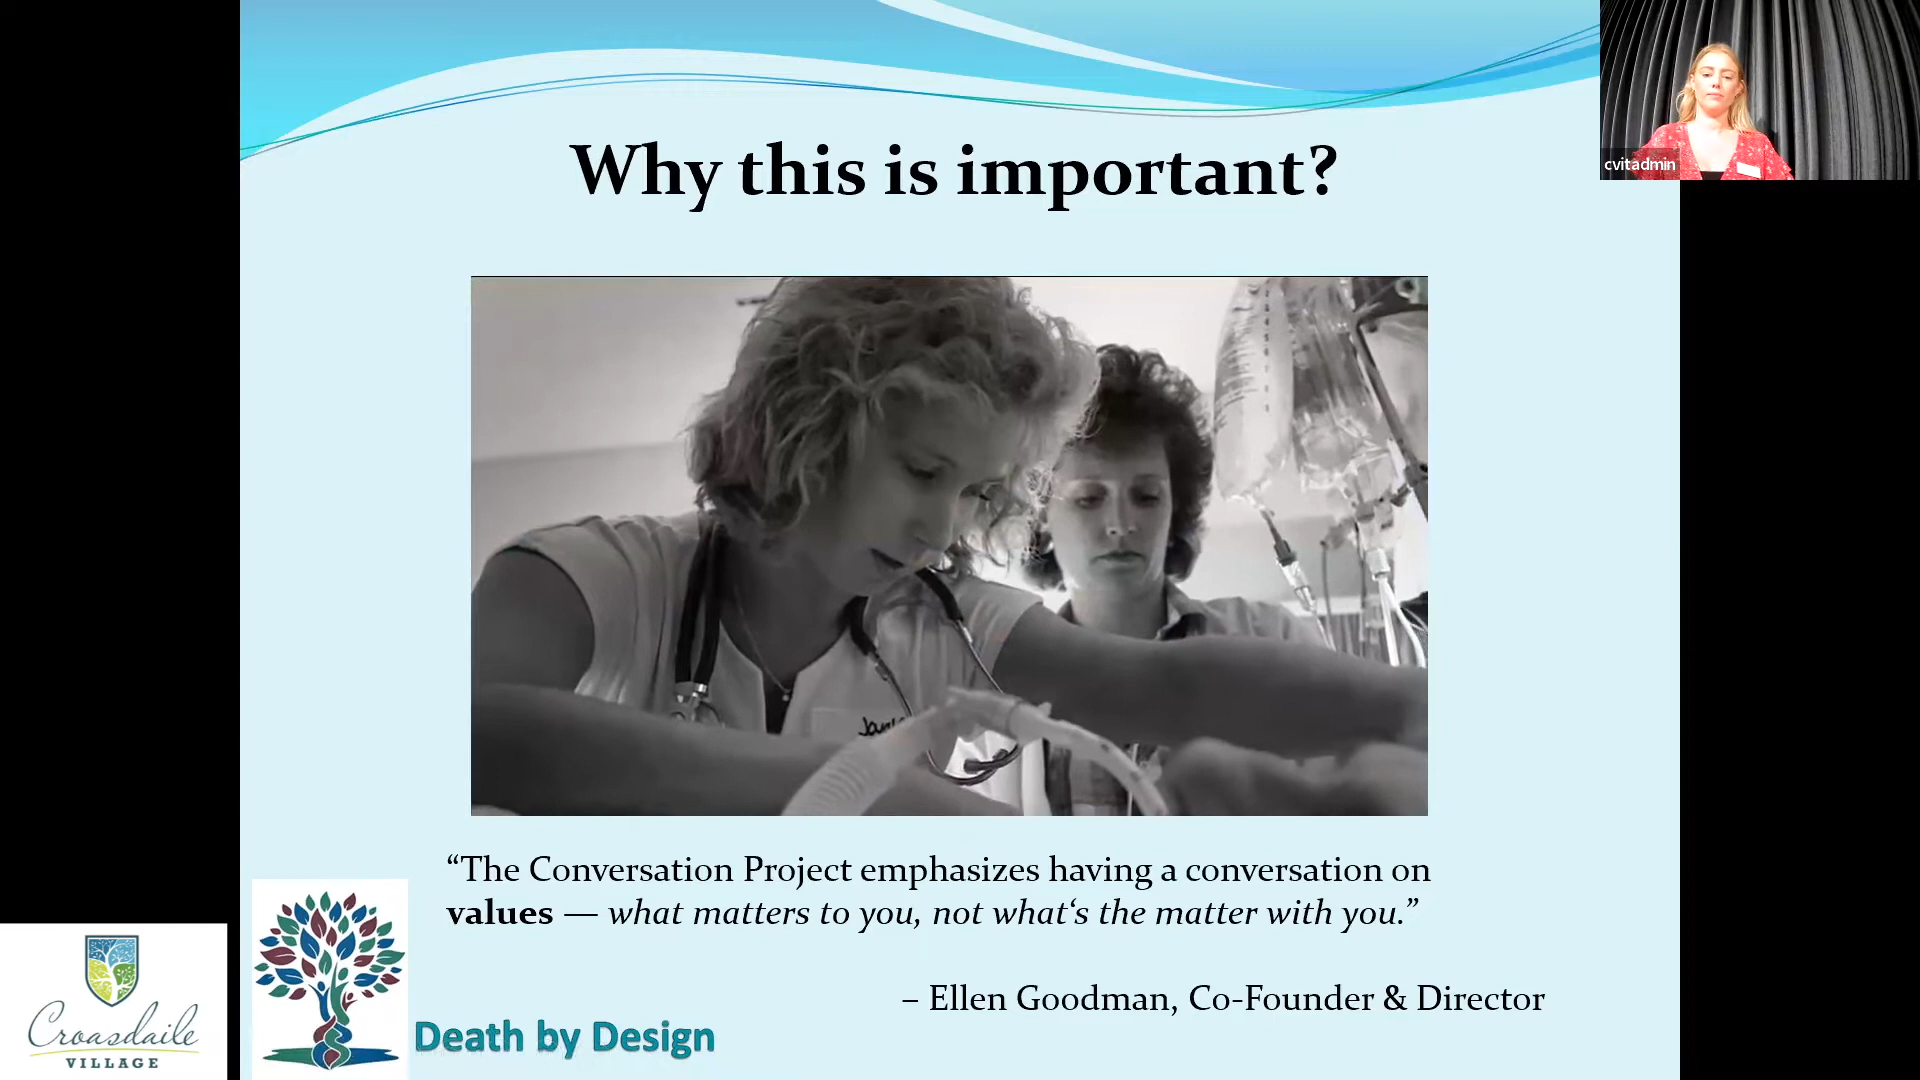 Why this is important?
cvitadmin
“The Conversation Project emphasizes having a conversation on
values — what matters to you, not what‘s the matter with you.”
– Ellen Goodman, Co-Founder & Director
Death by Design
Croasdaile
VILLAGE